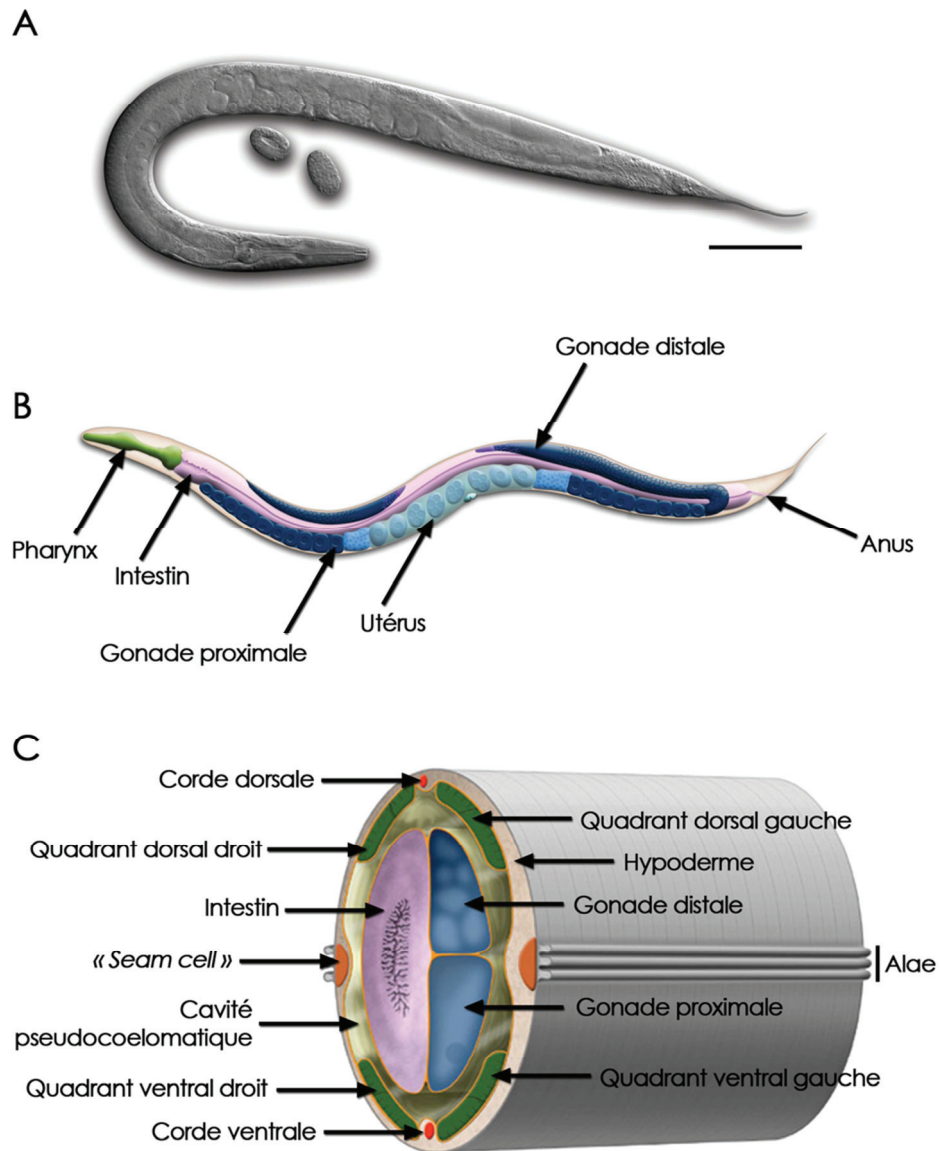 A
Gonade distale
B
Pharynx
Intestin
Anus
Utérus
Gonade proximale
C
Corde dorsale
Quadrant dorsal gauche
Quadrant dorsal droit
Hypoderme
Intestin
Gonade distale
« Seam cell »
Alae
Cavité
pseudocoelomatique
Gonade proximale
Quadrant ventral droit
Quadrant ventral gauche
Corde ventrale